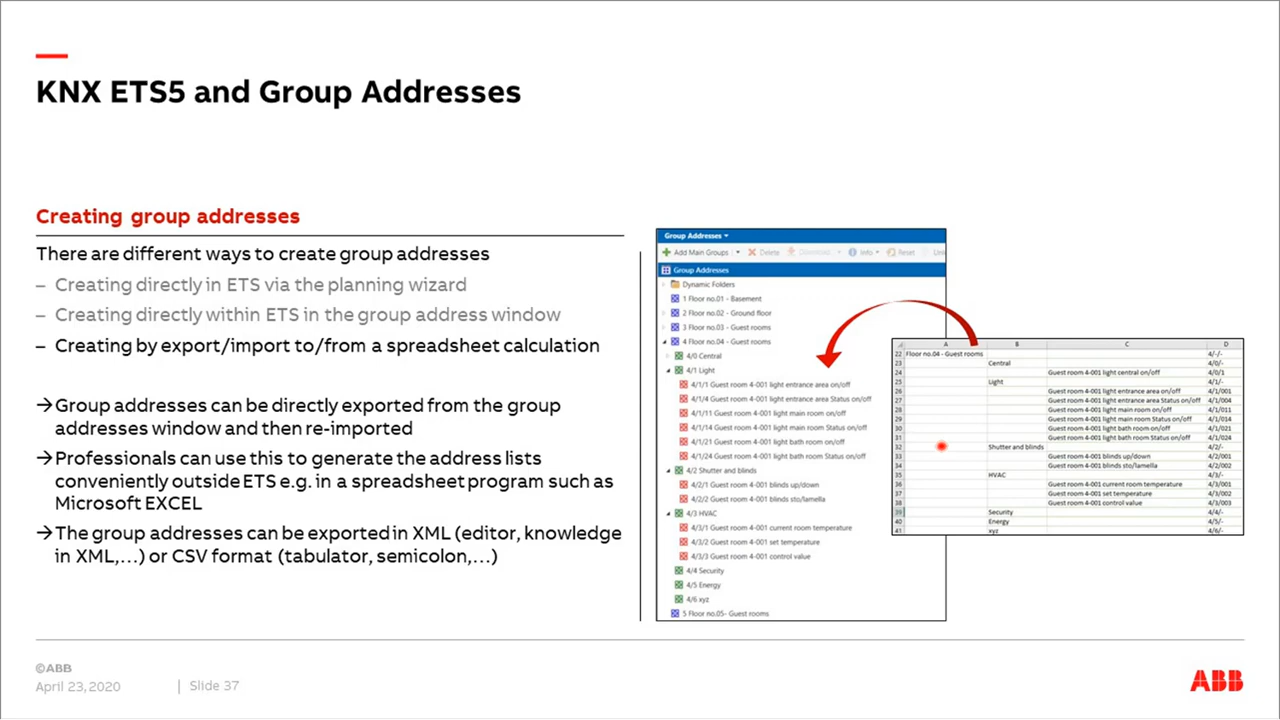 KNX ETS5 and Group Addresses
Creating group addresses
There are different ways to create group addresses
– Creating directly in ETS via the planning wizard
– Creating directly within ETS in the group address window
– Creating by export/import to/from a spreadsheet calculation
→Group addresses can be directly exported from the group
addresses window and then re-imported
→Professionals can use this to generate the address lists
conveniently outside ETS e.g. in a spreadsheet program such as
Microsoft EXCEL
→The group addresses can be exported in XML (editor, knowledge
in XML,…) or CSV format (tabulator, semicolon,…)
Group Addresses
Add Main Groups Delete Download Info Reset
Group Addresses
Dynamic Folders
1 Floor no.01 - Basement
2 Floor no.02 - Ground floor
3 Floor no.03 - Guest rooms
4 Floor no.04 - Guest rooms
4/0 Central
4/1 Light
4/1/1 Guest room 4-001 light entrance area on/off
4/1/4 Guest room 4-001 light entrance area Status on/off
4/1/11 Guest room 4-001 light main room on/off
4/1/14 Guest room 4-001 light main room Status on/off
4/1/21 Guest room 4-001 light bath room on/off
4/1/24 Guest room 4-001 light bath room Status on/off
4/2 Shutter and blinds
4/2/1 Guest room 4-001 blinds up/down
4/2/2 Guest room 4-001 blinds sto/lamella
4/3 HVAC
4/3/1 Guest room 4-001 current room temperature
4/3/2 Guest room 4-001 set temperature
4/3/3 Guest room 4-001 control value
4/4 Security
4/5 Energy
4/6 xyz
5 Floor no.05- Guest rooms
A B C D
22 Floor no.04 - Guest rooms 4/-/-
23 Central 4/0/-
24 Guest room 4-001 light central on/off 4/0/1
25 Light 4/1/-
26 Guest room 4-001 light entrance area on/off 4/1/001
27 Guest room 4-001 light entrance area Status on/off 4/1/004
28 Guest room 4-001 light main room on/off 4/1/011
29 Guest room 4-001 light main room Status on/off 4/1/014
30 Guest room 4-001 light bath room on/off 4/1/021
31 Guest room 4-001 light bath room Status on/off 4/1/024
32 Shutter and blinds 4/2/-
33 Guest room 4-001 blinds up/down 4/2/001
34 Guest room 4-001 blinds sto/lamella 4/2/002
35 HVAC 4/3/-
36 Guest room 4-001 current room temperature 4/3/001
37 Guest room 4-001 set temperature 4/3/002
38 Guest room 4-001 control value 4/3/003
39 Security 4/4/-
40 Energy 4/5/-
41 xyz 4/6/-
©ABB
April 23, 2020 | Slide 37
ABB